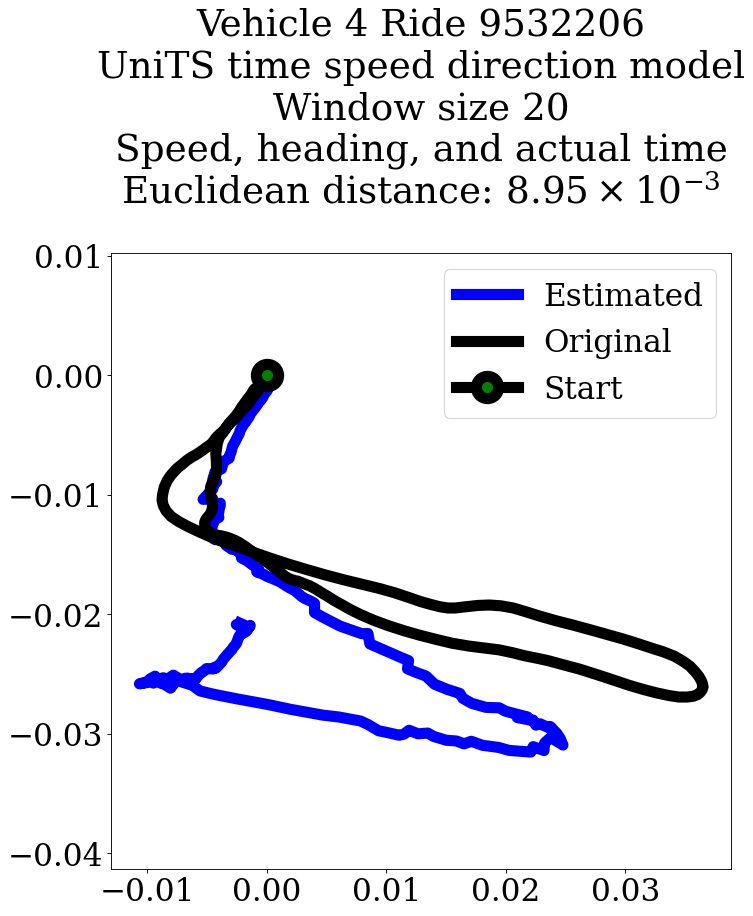 Vehicle 4 Ride 9532206
UniTS time speed direction model
Window size 20
Speed, heading, and actual time
Euclidean distance: 8.95 × 10⁻³
0.01
0.00
−0.01
−0.02
−0.03
−0.04
Estimated
Original
Start
−0.01 0.00 0.01 0.02 0.03